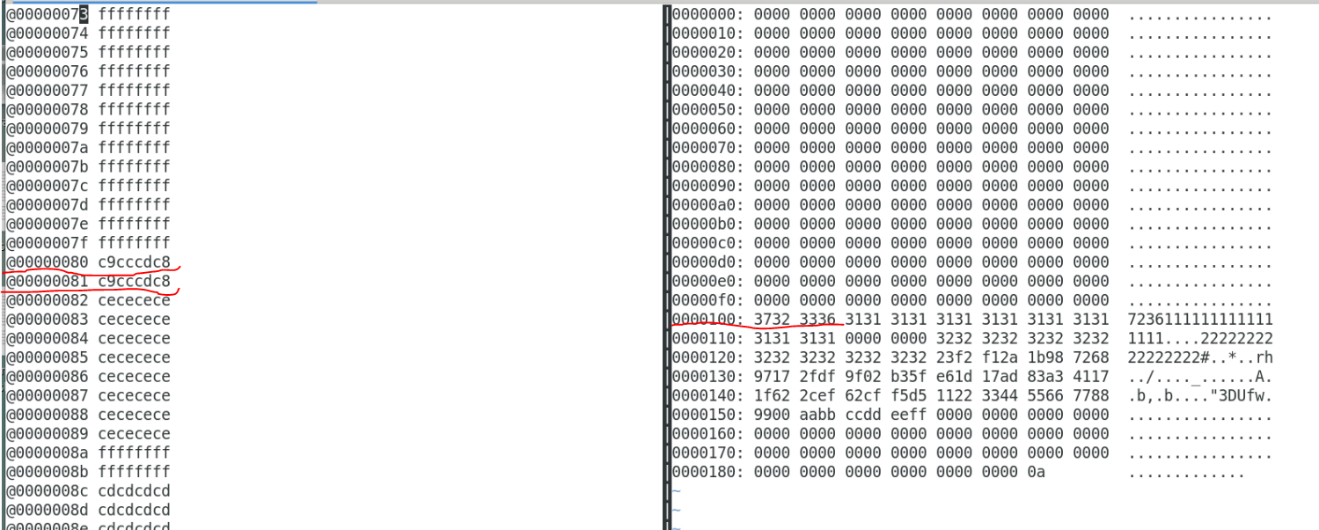 @00000073 ffffffff
@00000074 ffffffff
@00000075 ffffffff
@00000076 ffffffff
@00000077 ffffffff
@00000078 ffffffff
@00000079 ffffffff
@0000007a ffffffff
@0000007b ffffffff
@0000007c ffffffff
@0000007d ffffffff
@0000007e ffffffff
@0000007f ffffffff
@00000080 c9cccdc8
@00000081 c9cccdc8
@00000082 cececece
@00000083 cececece
@00000084 cececece
@00000085 cececece
@00000086 cececece
@00000087 cececece
@00000088 cececece
@00000089 cececece
@0000008a ffffffff
@0000008b ffffffff
@0000008c cdcdcdcd
@0000008d cdcdcdcd
@0000008e cdcdcdcd
0000000: 0000 0000 0000 0000 0000 0000 0000 0000 ................
0000010: 0000 0000 0000 0000 0000 0000 0000 0000 ................
0000020: 0000 0000 0000 0000 0000 0000 0000 0000 ................
0000030: 0000 0000 0000 0000 0000 0000 0000 0000 ................
0000040: 0000 0000 0000 0000 0000 0000 0000 0000 ................
0000050: 0000 0000 0000 0000 0000 0000 0000 0000 ................
0000060: 0000 0000 0000 0000 0000 0000 0000 0000 ................
0000070: 0000 0000 0000 0000 0000 0000 0000 0000 ................
0000080: 0000 0000 0000 0000 0000 0000 0000 0000 ................
0000090: 0000 0000 0000 0000 0000 0000 0000 0000 ................
00000a0: 0000 0000 0000 0000 0000 0000 0000 0000 ................
00000b0: 0000 0000 0000 0000 0000 0000 0000 0000 ................
00000c0: 0000 0000 0000 0000 0000 0000 0000 0000 ................
00000d0: 0000 0000 0000 0000 0000 0000 0000 0000 ................
00000e0: 0000 0000 0000 0000 0000 0000 0000 0000 ................
00000f0: 0000 0000 0000 0000 0000 0000 0000 0000 ................
0000100: 3732 3336 3131 3131 3131 3131 3131 3131 7236111111111111
0000110: 3131 3131 0000 0000 3232 3232 3232 3232 1111....22222222
0000120: 3232 3232 3232 3232 23f2 f12a 1b98 7268 22222222#..*..rh
0000130: 9717 2fdf 9f02 b35f e61d 17ad 83a3 4117 ../...._......A.
0000140: 1f62 2cef 62cf f5d5 1122 3344 5566 7788 .b,.b...."3DUfw.
0000150: 9900 aabb ccdd eeff 0000 0000 0000 0000 ................
0000160: 0000 0000 0000 0000 0000 0000 0000 0000 ................
0000170: 0000 0000 0000 0000 0000 0000 0000 0000 ................
0000180: 0000 0000 0000 0000 0000 0000 0a .............
~
~
~